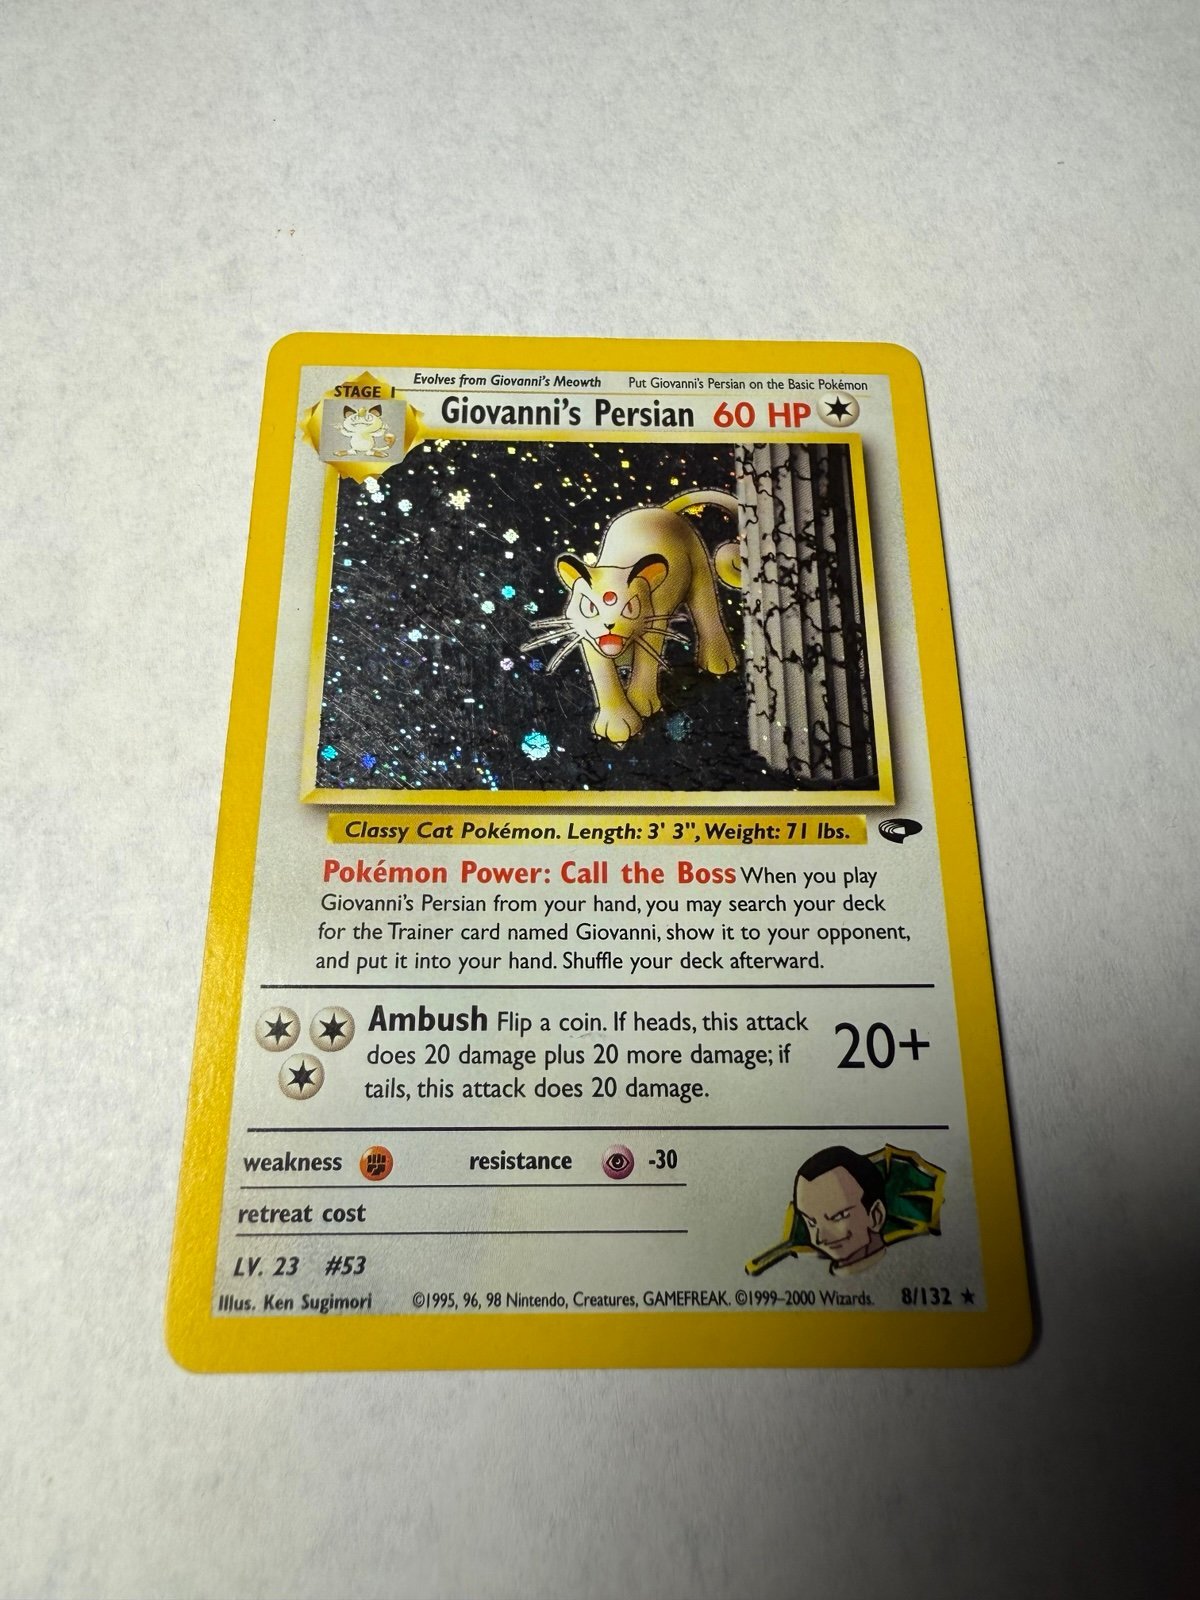 STAGE 1
Evolves from Giovanni's Meowth Put Giovanni's Persian on the Basic Pokémon
Giovanni's Persian 60 HP
Classy Cat Pokémon. Length: 3' 3", Weight: 71 lbs.
Pokémon Power: Call the Boss When you play
Giovanni's Persian from your hand, you may search your deck
for the Trainer card named Giovanni, show it to your opponent,
and put it into your hand. Shuffle your deck afterward.
Ambush Flip a coin. If heads, this attack
does 20 damage plus 20 more damage; if
tails, this attack does 20 damage.
20+
weakness resistance -30
retreat cost
LV. 23 #53
Illus. Ken Sugimori ©1995, 96, 98 Nintendo, Creatures, GAMEFREAK. ©1999–2000 Wizards. 8/132 ★